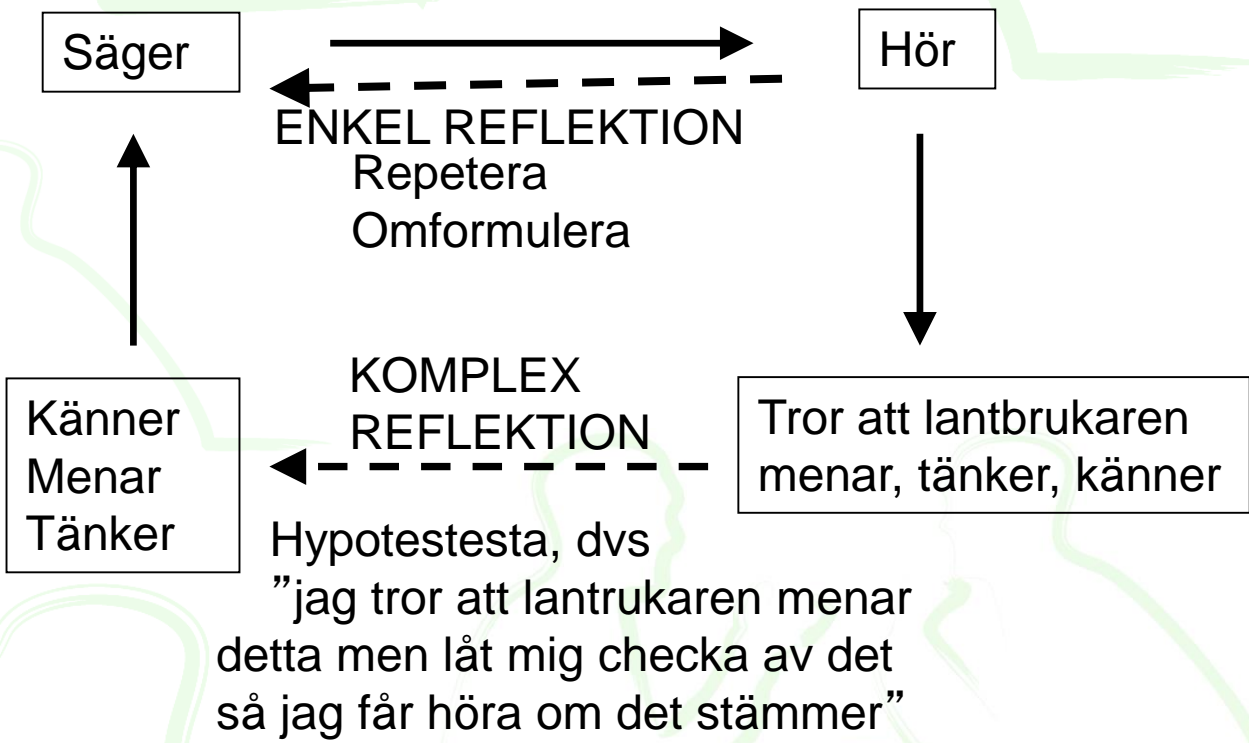 Säger
Hör
ENKEL REFLEKTION
Repetera
Omformulera
Känner
Menar
Tänker
KOMPLEX
REFLEKTION
Tror att lantbrukaren
menar, tänker, känner
Hypotestesta, dvs
”jag tror att lantrukaren menar
detta men låt mig checka av det
så jag får höra om det stämmer”